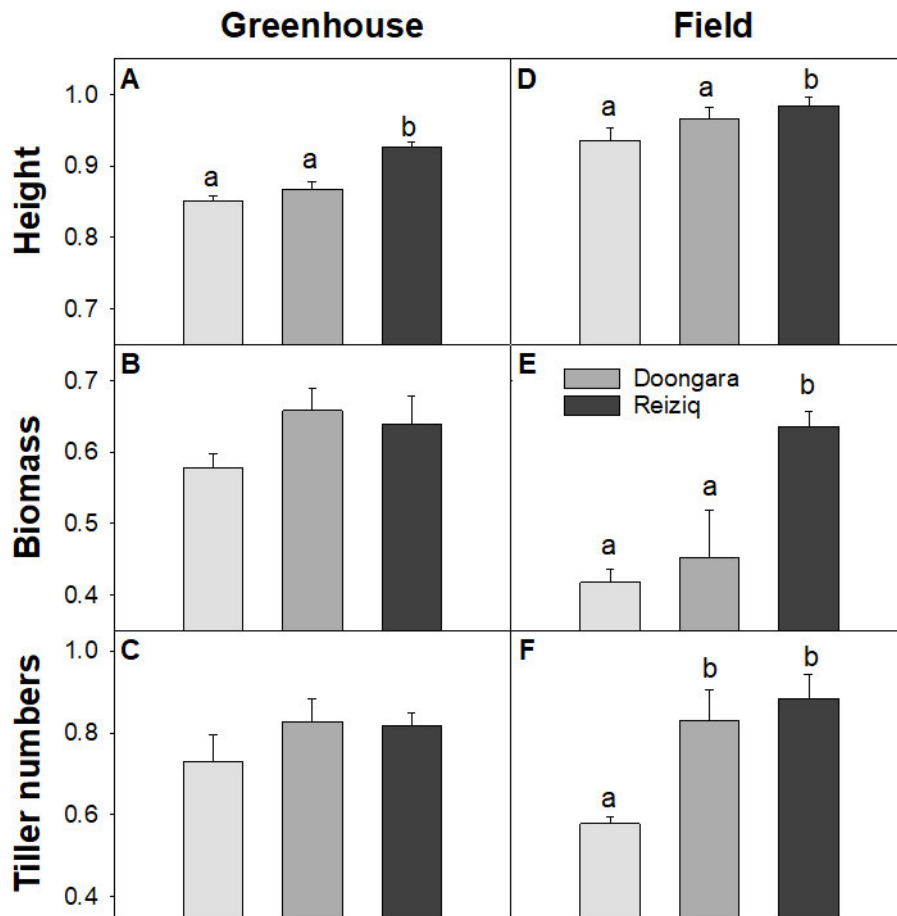 Greenhouse Field
A
D
Height
1.0
0.9
0.8
0.7
a
a
b
a
a
b
B
E
Biomass
0.7
0.6
0.5
0.4
Doongara
Reiziq
a
a
b
C
F
Tiller numbers
1.0
0.8
0.6
0.4
a
b
b